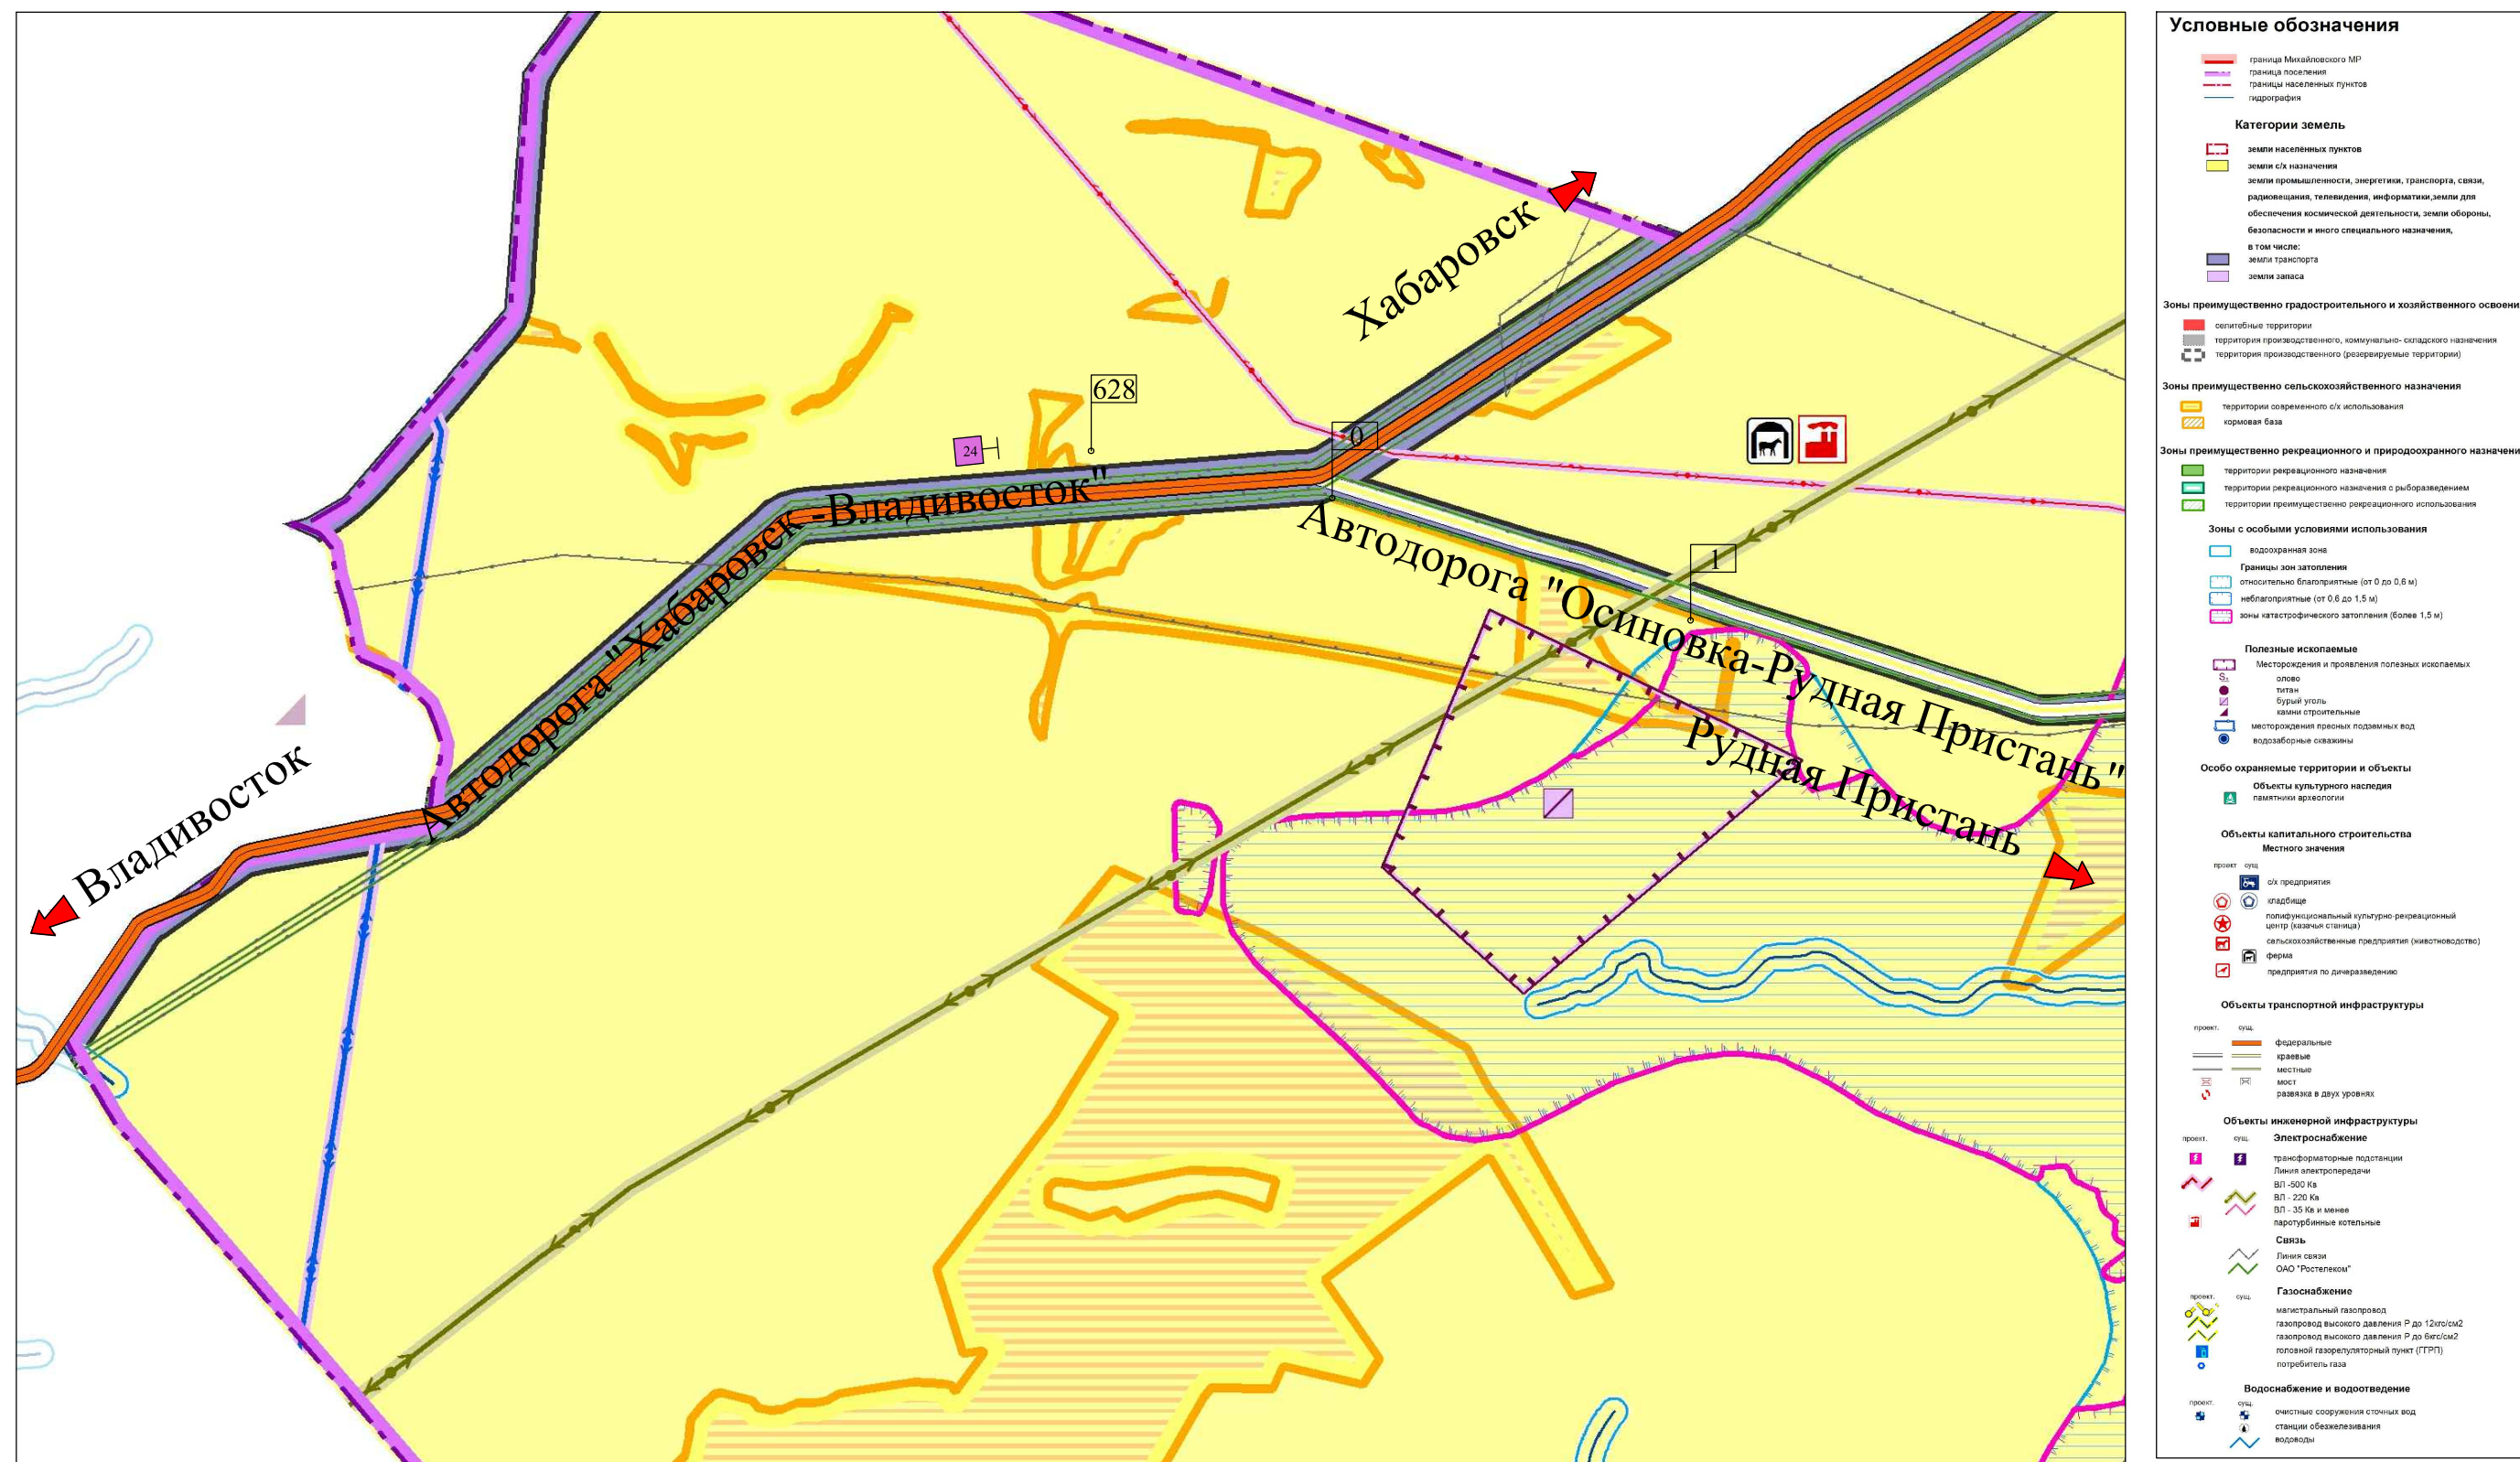 Хабаровск
628
24
0
Автодорога "Хабаровск -Владивосток"
1
Автодорога "Осиновка-Рудная Пристань"
Рудная Пристань
Владивосток
Условные обозначения
граница Михайловского МР
граница поселения
границы населенных пунктов
гидрография
Категории земель
земли населённых пунктов
земли с/х назначения
земли промышленности, энергетики, транспорта, связи,
радиовещания, телевидения, информатики,земли для
обеспечения космической деятельности, земли обороны,
безопасности и иного специального назначения,
в том числе:
земли транспорта
земли запаса
Зоны преимущественно градостроительного и хозяйственного освоени
селитебные территории
территория производственного, коммунально- складского назначения
территория производственного (резервируемые территории)
Зоны преимущественно сельскохозяйственного назначения
территории современного с/х использования
кормовая база
Зоны преимущественно рекреационного и природоохранного назначени
территории рекреационного назначения
территории рекреационного назначения с рыборазведением
территории преимущественно рекреационного использования
Зоны с особыми условиями использования
водоохранная зона
Границы зон затопления
относительно благоприятные (от 0 до 0,6 м)
неблагоприятные (от 0,6 до 1,5 м)
зоны катастрофического затопления (более 1,5 м)
Полезные ископаемые
Месторождения и проявления полезных ископаемых
олово
титан
бурый уголь
камни строительные
месторождения пресных подземных вод
водозаборные скважины
Особо охраняемые территории и объекты
Объекты культурного наследия
памятники археологии
Объекты капитального строительства
Местного значения
проект сущ
с/х предприятия
кладбище
полифункциональный культурно-рекреационный
центр (казачья станица)
сельскохозяйственные предприятия (животноводство)
ферма
предприятия по дичеразведению
Объекты транспортной инфраструктуры
проект. сущ.
федеральные
краевые
местные
мост
развязка в двух уровнях
Объекты инженерной инфраструктуры
проект. сущ. Электроснабжение
трансформаторные подстанции
Линия электропередачи
ВЛ -500 Кв
ВЛ - 220 Кв
ВЛ - 35 Кв и менее
паротурбинные котельные
Связь
Линия связи
ОАО "Ростелеком"
Газоснабжение
проект. сущ.
магистральный газопровод
газопровод высокого давления Р до 12кгс/см2
газопровод высокого давления Р до 6кгс/см2
головной газорегуляторный пункт (ГГРП)
потребитель газа
Водоснабжение и водоотведение
проект. сущ.
очистные сооружения сточных вод
станции обезжелезивания
водоводы